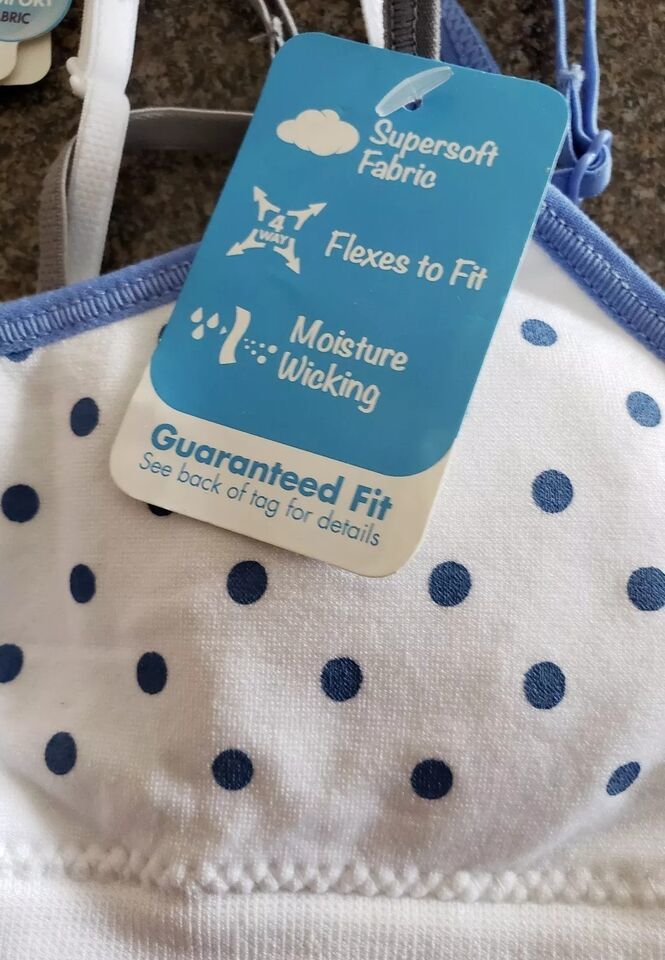 BRIC
Supersoft
Fabric
4
WAY
Flexes to Fit
Moisture
Wicking
Guaranteed Fit
See back of tag for details